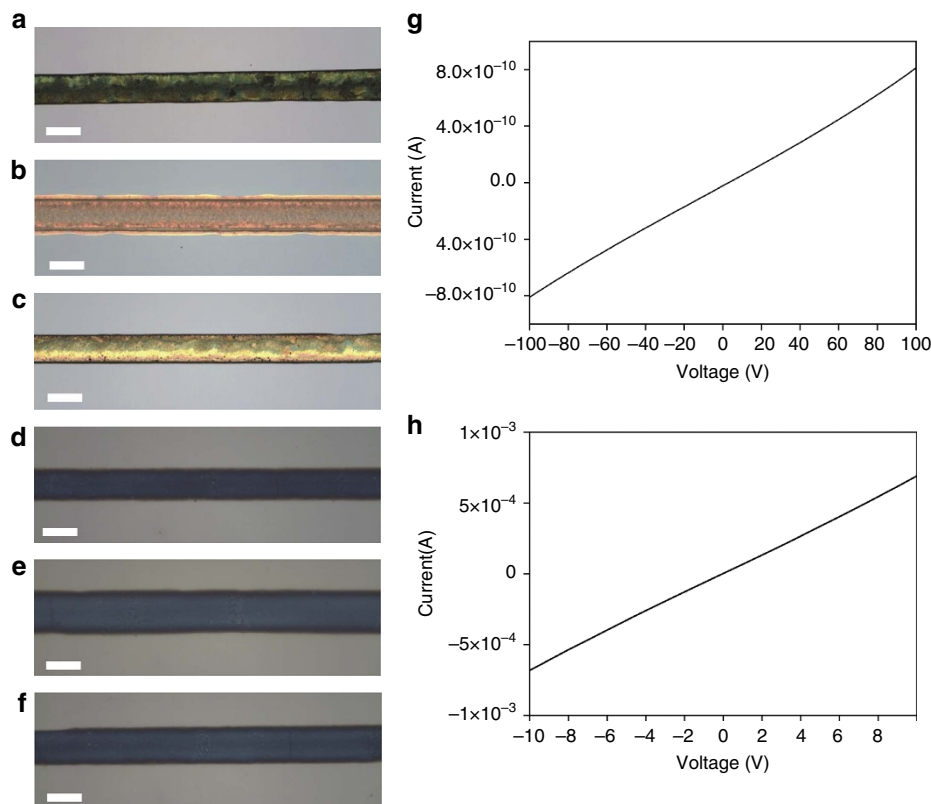 a
b
c
d
e
f
g
8.0×10⁻¹⁰
4.0×10⁻¹⁰
0.0
4.0×10⁻¹⁰
−8.0×10⁻¹⁰
Current (A)
−100 −80 −60 −40 −20 0 20 40 60 80 100
Voltage (V)
h
1×10⁻³
5×10⁻⁴
0
−5×10⁻⁴
−1×10⁻³
Current(A)
−10 −8 −6 −4 −2 0 2 4 6 8
Voltage (V)